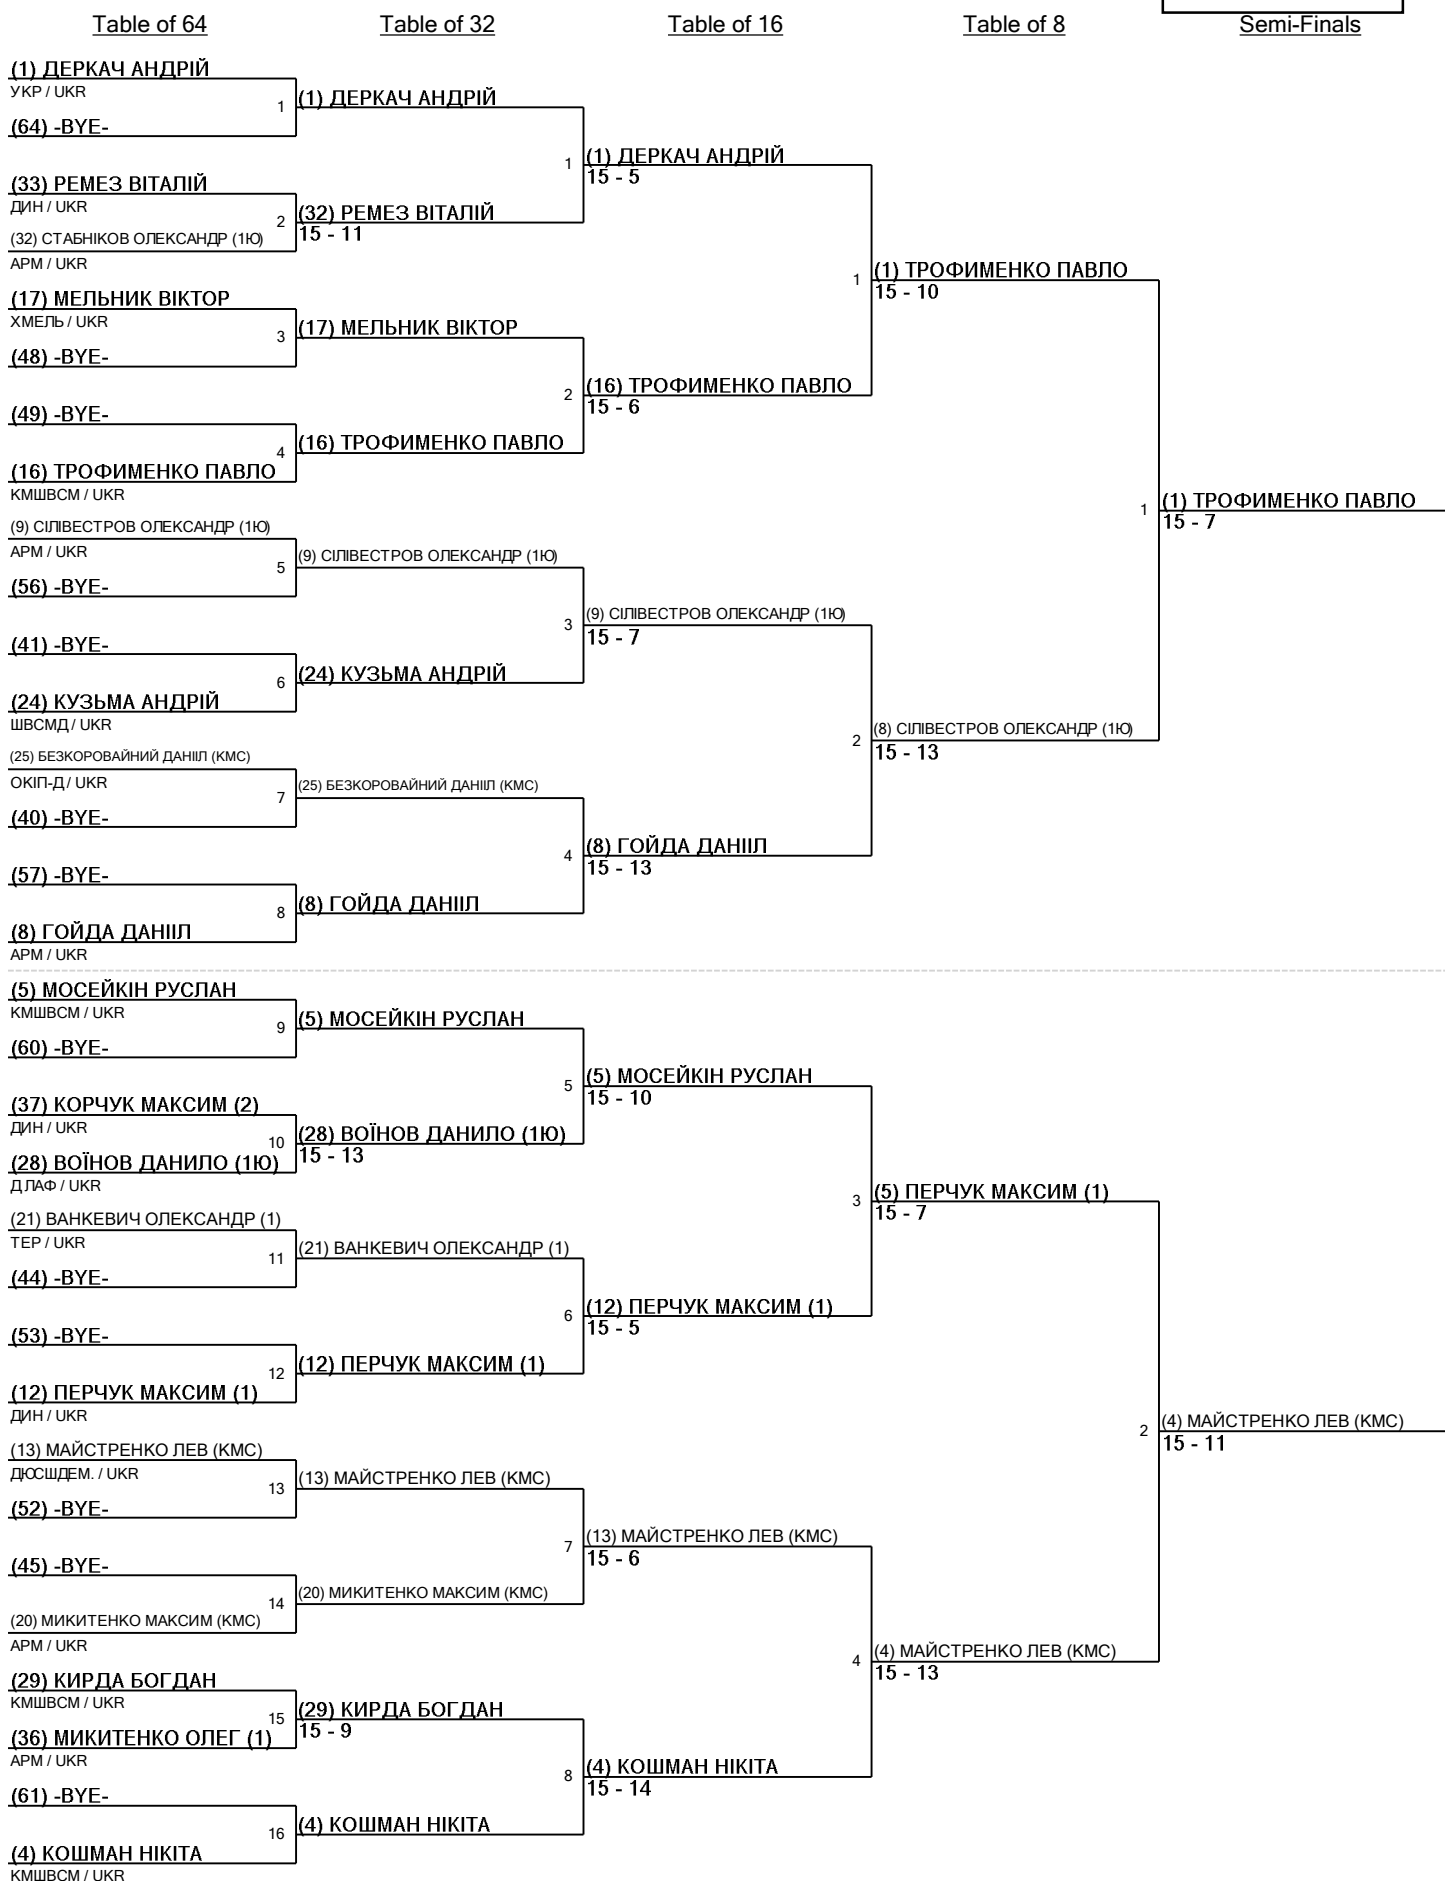 Table of 64
Table of 32
Table of 16
Table of 8
Semi-Finals
(1) ДЕРКАЧ АНДРІЙ
УКР / UKR
1
(64) -BYE-
(33) РЕМЕЗ ВІТАЛІЙ
ДИН / UKR
2
(32) СТАБНІКОВ ОЛЕКСАНДР (1Ю)
АРМ / UKR
(17) МЕЛЬНИК ВІКТОР
ХМЕЛЬ / UKR
3
(48) -BYE-
(49) -BYE-
4
(16) ТРОФИМЕНКО ПАВЛО
КМШВСМ / UKR
(9) СІЛІВЕСТРОВ ОЛЕКСАНДР (1Ю)
АРМ / UKR
5
(56) -BYE-
(41) -BYE-
6
(24) КУЗЬМА АНДРІЙ
ШВСМД / UKR
(25) БЕЗКОРОВАЙНИЙ ДАНІІЛ (КМС)
ОКІП-Д / UKR
7
(40) -BYE-
(57) -BYE-
8
(8) ГОЙДА ДАНІІЛ
АРМ / UKR
(5) МОСЕЙКІН РУСЛАН
КМШВСМ / UKR
9
(60) -BYE-
(37) КОРЧУК МАКСИМ (2)
ДИН / UKR
10
(28) ВОЇНОВ ДАНИЛО (1Ю)
ДЛАФ / UKR
(21) ВАНКЕВИЧ ОЛЕКСАНДР (1)
ТЕР / UKR
11
(44) -BYE-
(53) -BYE-
12
(12) ПЕРЧУК МАКСИМ (1)
ДИН / UKR
(13) МАЙСТРЕНКО ЛЕВ (КМС)
ДЮСШДЕМ. / UKR
13
(52) -BYE-
(45) -BYE-
14
(20) МИКИТЕНКО МАКСИМ (КМС)
АРМ / UKR
(29) КИРДА БОГДАН
КМШВСМ / UKR
15
(36) МИКИТЕНКО ОЛЕГ (1)
АРМ / UKR
(61) -BYE-
16
(4) КОШМАН НІКІТА
КМШВСМ / UKR
(1) ДЕРКАЧ АНДРІЙ
1
(32) РЕМЕЗ ВІТАЛІЙ
15 - 11
(17) МЕЛЬНИК ВІКТОР
2
(16) ТРОФИМЕНКО ПАВЛО
(9) СІЛІВЕСТРОВ ОЛЕКСАНДР (1Ю)
3
(24) КУЗЬМА АНДРІЙ
(25) БЕЗКОРОВАЙНИЙ ДАНІІЛ (КМС)
4
(8) ГОЙДА ДАНІІЛ
(5) МОСЕЙКІН РУСЛАН
5
(28) ВОЇНОВ ДАНИЛО (1Ю)
15 - 13
(21) ВАНКЕВИЧ ОЛЕКСАНДР (1)
6
(12) ПЕРЧУК МАКСИМ (1)
(13) МАЙСТРЕНКО ЛЕВ (КМС)
7
(20) МИКИТЕНКО МАКСИМ (КМС)
(29) КИРДА БОГДАН
15 - 9
8
(4) КОШМАН НІКІТА
(1) ДЕРКАЧ АНДРІЙ
15 - 5
1
(16) ТРОФИМЕНКО ПАВЛО
15 - 6
(9) СІЛІВЕСТРОВ ОЛЕКСАНДР (1Ю)
15 - 7
2
(8) ГОЙДА ДАНІІЛ
15 - 13
(5) МОСЕЙКІН РУСЛАН
15 - 10
3
(12) ПЕРЧУК МАКСИМ (1)
15 - 5
(13) МАЙСТРЕНКО ЛЕВ (КМС)
15 - 6
4
(4) КОШМАН НІКІТА
15 - 14
(1) ТРОФИМЕНКО ПАВЛО
15 - 10
1
(8) СІЛІВЕСТРОВ ОЛЕКСАНДР (1Ю)
15 - 13
(5) ПЕРЧУК МАКСИМ (1)
15 - 7
2
(4) МАЙСТРЕНКО ЛЕВ (КМС)
15 - 13
(1) ТРОФИМЕНКО ПАВЛО
15 - 7
(4) МАЙСТРЕНКО ЛЕВ (КМС)
15 - 11